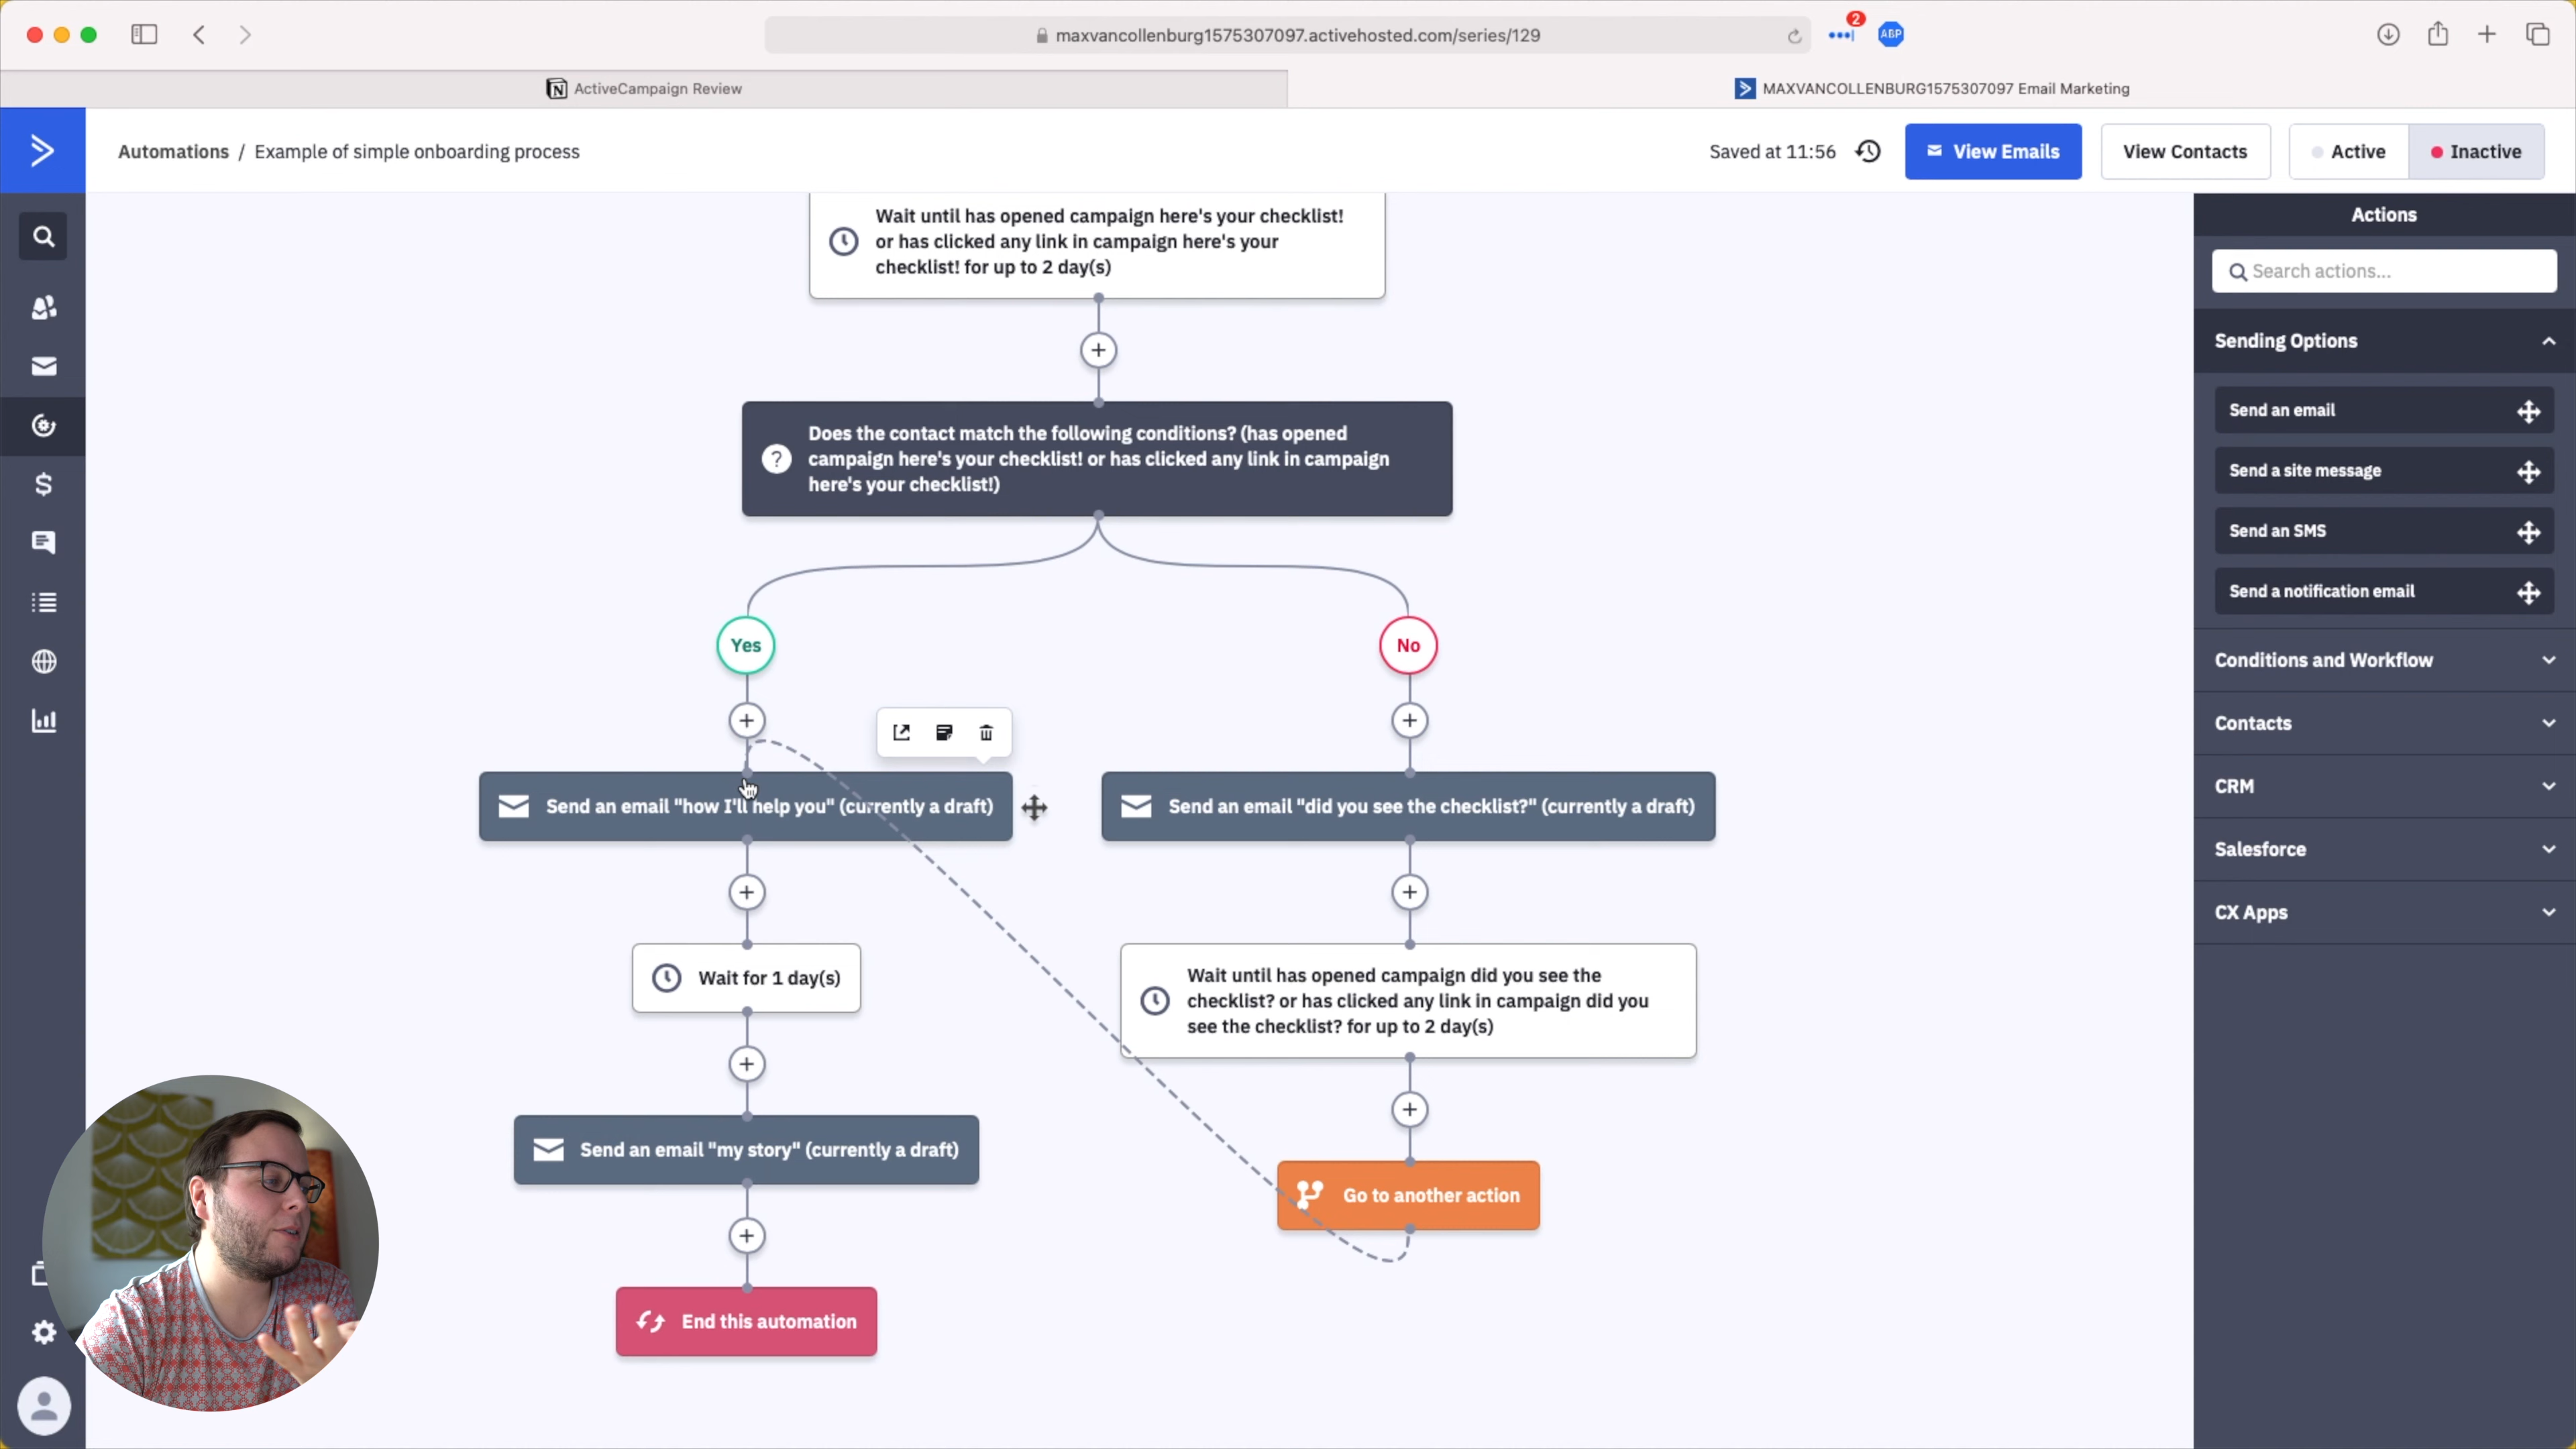 maxvancollenburg1575307097.activehosted.com/series/129
2
ABP
ActiveCampaign Review
MAXVANCOLLENBURG1575307097 Email Marketing
Automations / Example of simple onboarding process
Saved at 11:56
View Emails
View Contacts
Active
Inactive
Wait until has opened campaign here's your checklist!
or has clicked any link in campaign here's your
checklist! for up to 2 day(s)
Does the contact match the following conditions? (has opened
campaign here's your checklist! or has clicked any link in campaign
here's your checklist!)
Yes
No
Send an email "how I'll help you" (currently a draft)
Send an email "did you see the checklist?" (currently a draft)
Wait for 1 day(s)
Wait until has opened campaign did you see the
checklist? or has clicked any link in campaign did you
see the checklist? for up to 2 day(s)
Send an email "my story" (currently a draft)
Go to another action
End this automation
Actions
Search actions...
Sending Options
Send an email
Send a site message
Send an SMS
Send a notification email
Conditions and Workflow
Contacts
CRM
Salesforce
CX Apps